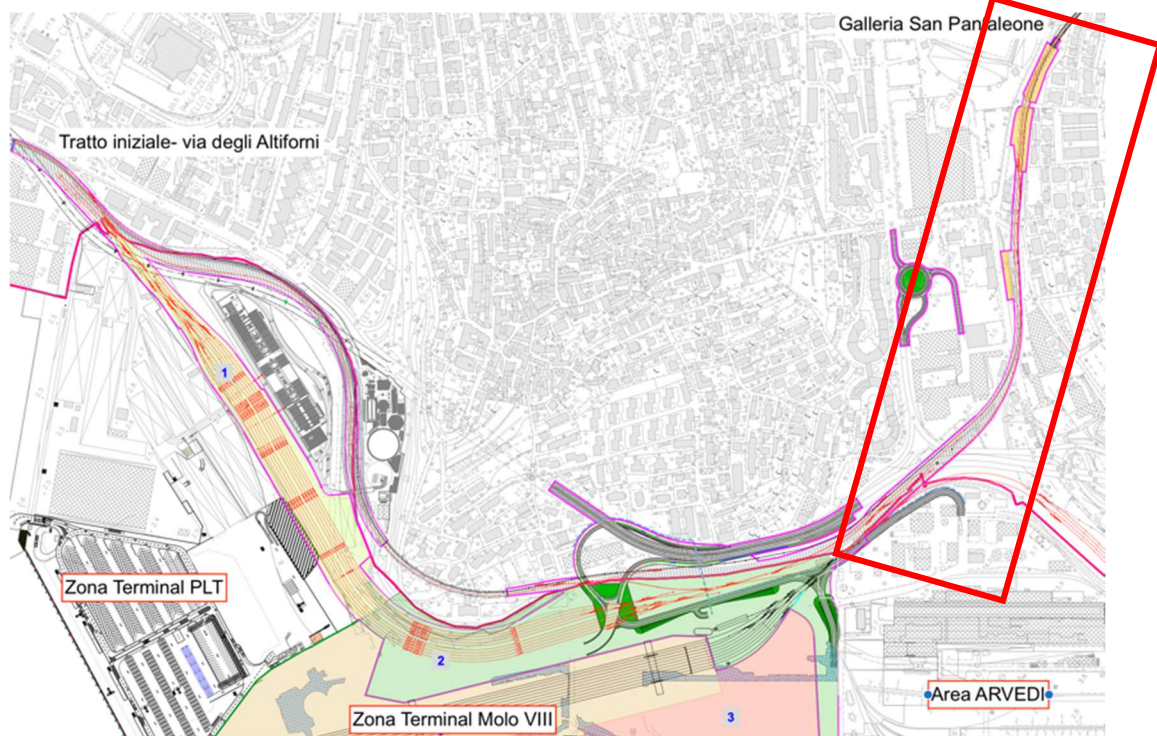 Galleria San Pantaleone
Tratto iniziale- via degli Altiforni
1
Zona Terminal PLT
2
Area ARVEDI
Zona Terminal Molo VIII
3